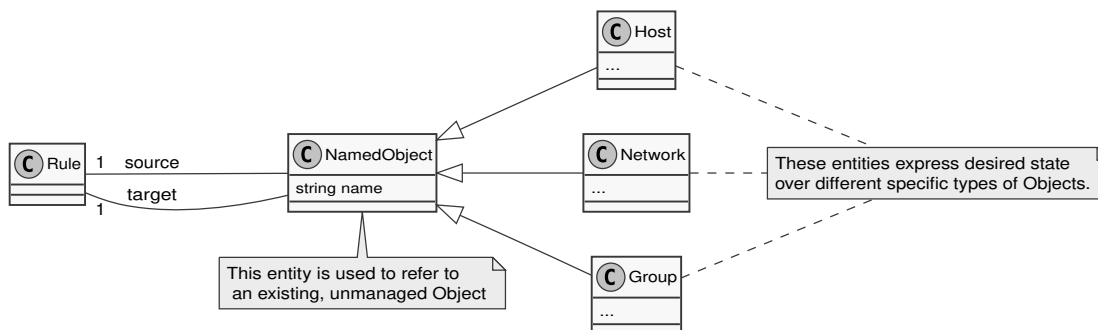 C Host
...
C Rule
1 source
target
1
C NamedObject
string name
C Network
...
These entities express desired state
over different specific types of Objects.
This entity is used to refer to
an existing, unmanaged Object
C Group
...